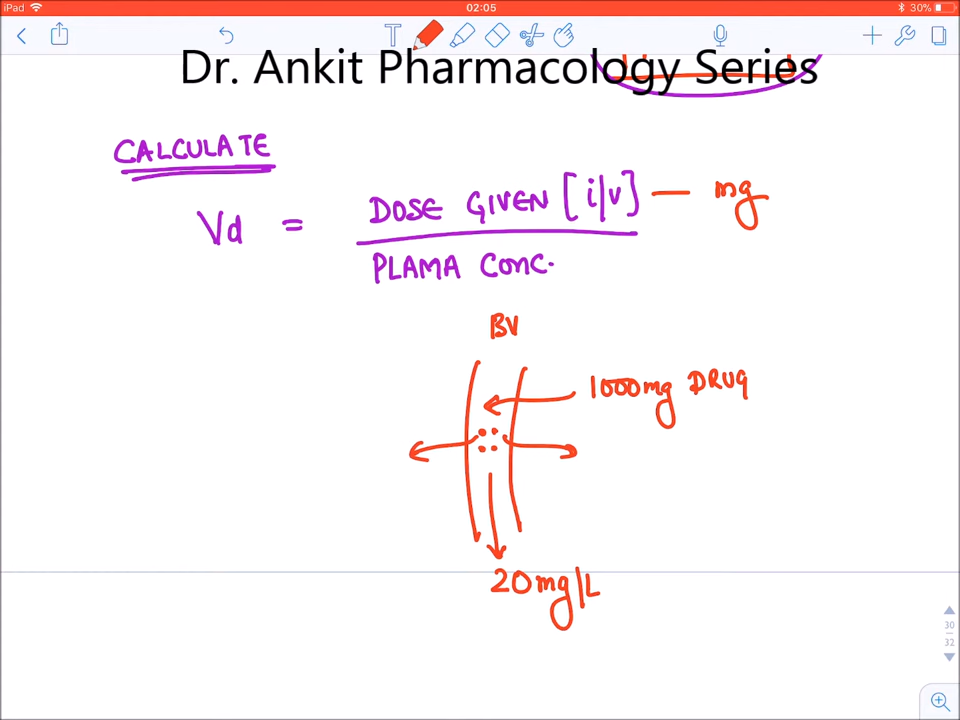 iPad 02:05 30%
T
Dr. Ankit Pharmacology Series
CALCULATE
Vd = DOSE GIVEN [i/v] — mg
PLAMA CONC.
BV
1000mg DRUG
20mg/L
30
32